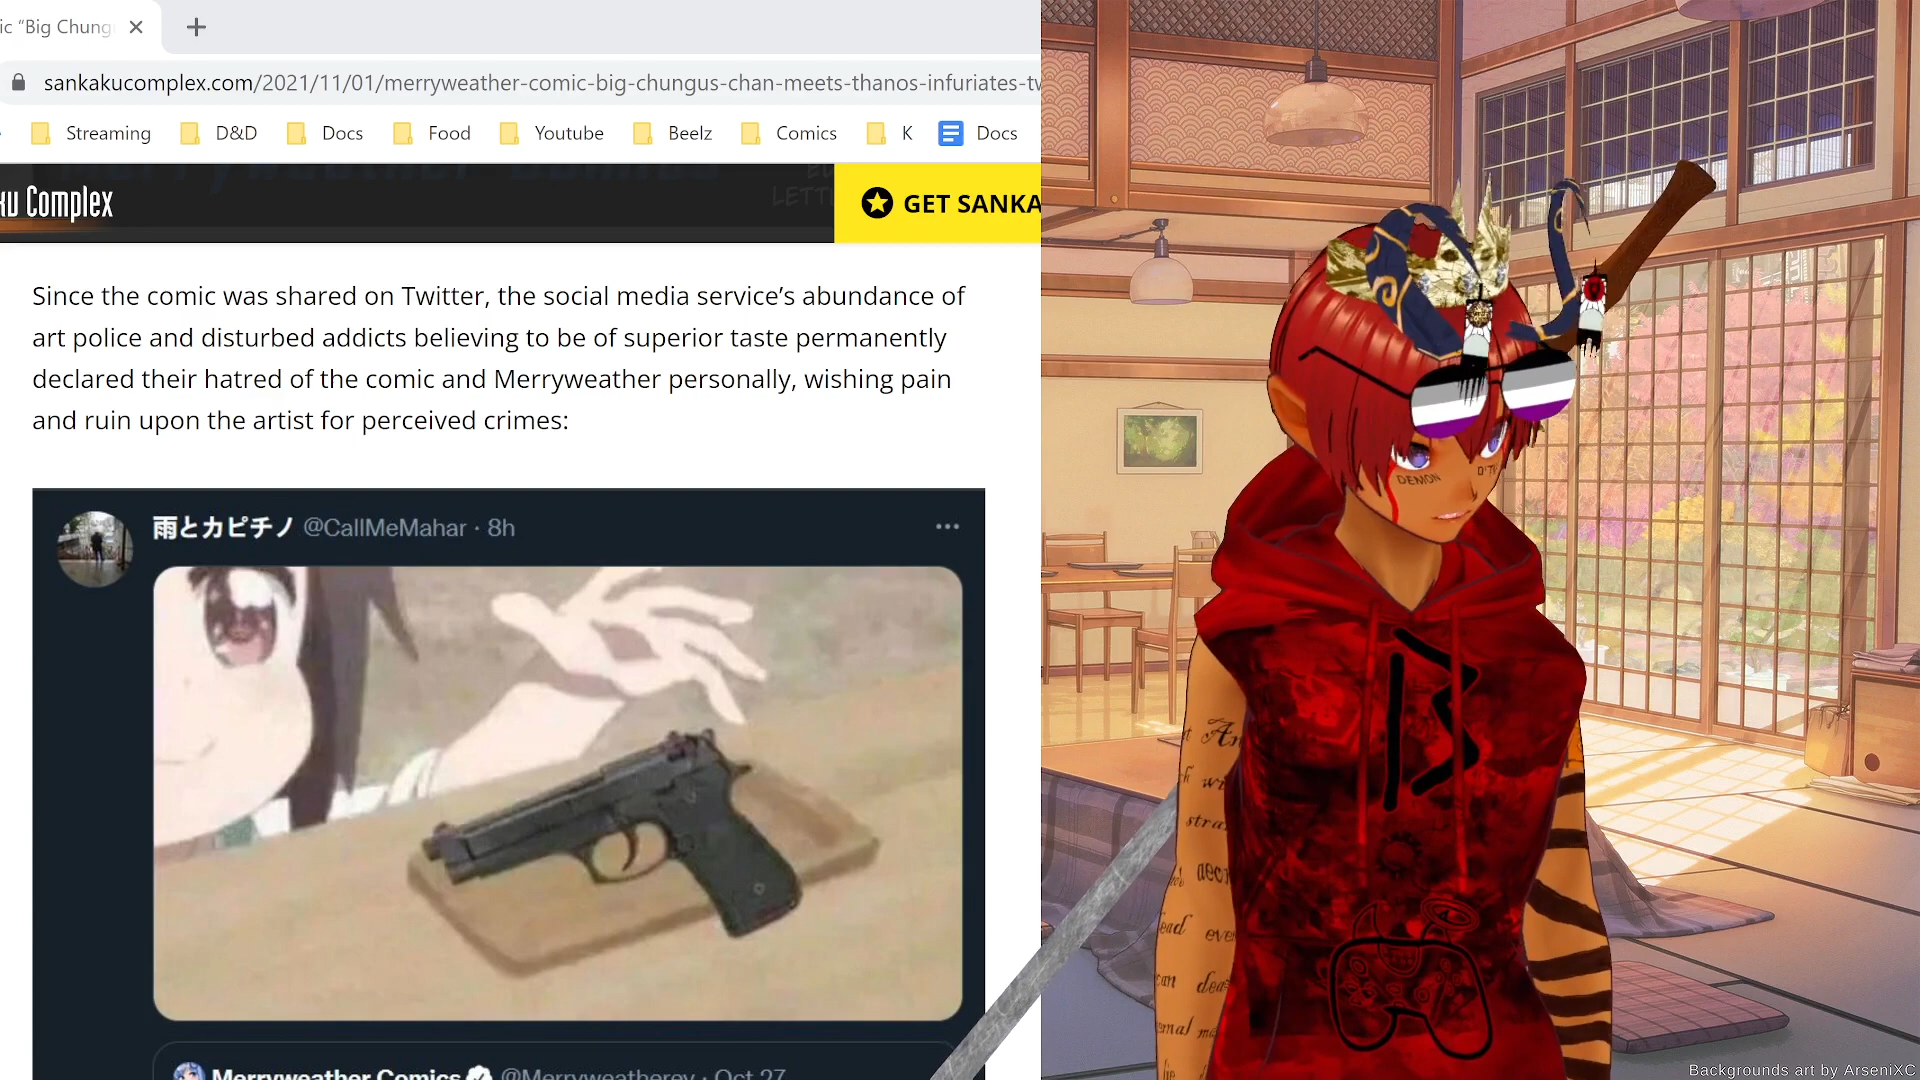 ic “Big Chung
sankakucomplex.com/2021/11/01/merryweather-comic-big-chungus-chan-meets-thanos-infuriates-tw
Streaming D&D Docs Food Youtube Beelz Comics K Docs
Complex
GET SANKA
Since the comic was shared on Twitter, the social media service’s abundance of
art police and disturbed addicts believing to be of superior taste permanently
declared their hatred of the comic and Merryweather personally, wishing pain
and ruin upon the artist for perceived crimes:
雨とカピチノ @CallMeMahar · 8h
Merryweather Comics @Merryweatherey · Oct 27
DEMON
B
Backgrounds art by ArseniXC